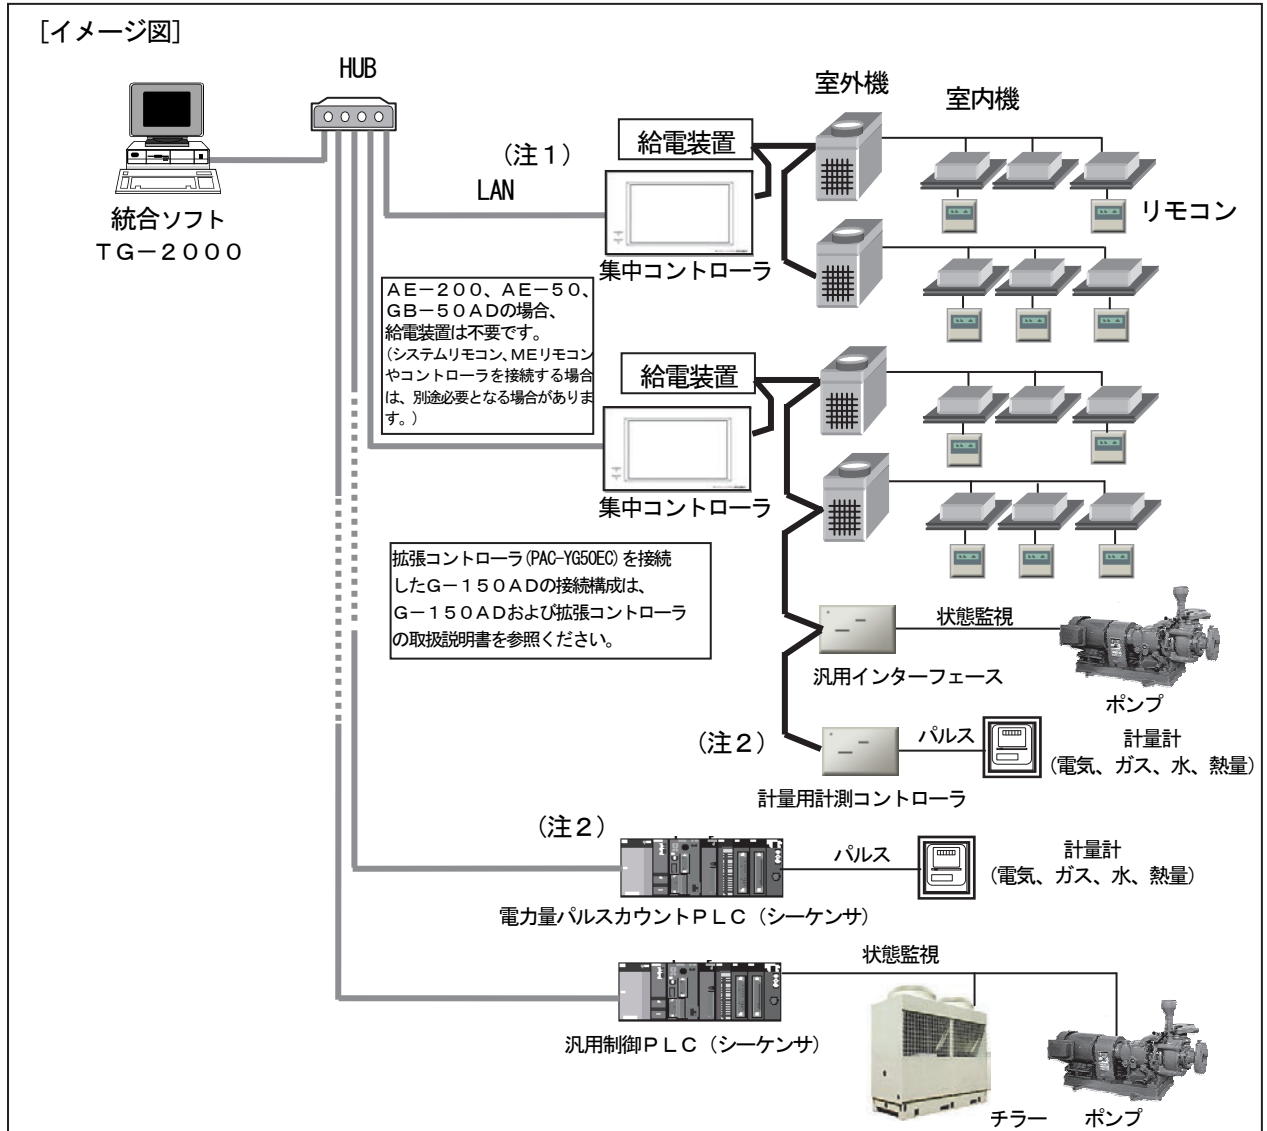 ［イメージ図］
HUB
室外機
室内機
給電装置
（注１）
LAN
リモコン
統合ソフト
ＴＧ－２０００
集中コントローラ
ＡＥ－２００、ＡＥ－５０、
ＧＢ－５０ＡＤの場合、
給電装置は不要です。
（システムリモコン、ＭＥリモコン
やコントローラを接続する場合
は、別途必要となる場合がありま
す。）
給電装置
集中コントローラ
拡張コントローラ(PAC-YG50EC)を接続
したＧ－１５０ＡＤの接続構成は、
Ｇ－１５０ＡＤおよび拡張コントローラ
の取扱説明書を参照ください。
状態監視
汎用インターフェース
ポンプ
（注２）
パルス
計量計
（電気、ガス、水、熱量）
計量用計測コントローラ
（注２）
パルス
計量計
（電気、ガス、水、熱量）
電力量パルスカウントＰＬＣ（シーケンサ）
状態監視
汎用制御ＰＬＣ（シーケンサ）
チラー
ポンプ